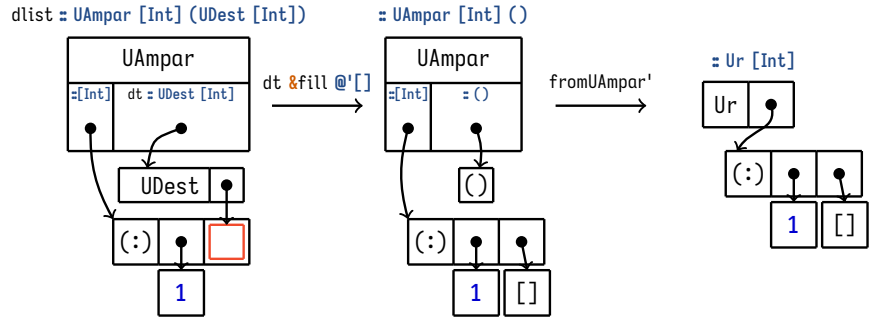 dlist :: UAmpar [Int] (UDest [Int])
:: UAmpar [Int] ()
UAmpar
UAmpar
:: Ur [Int]
dt &fill @'[]
fromUAmpar'
::[Int]
dt :: UDest [Int]
::[Int]
:: ()
Ur
UDest
()
(:)
(:)
(:)
1
[]
1
1
[]